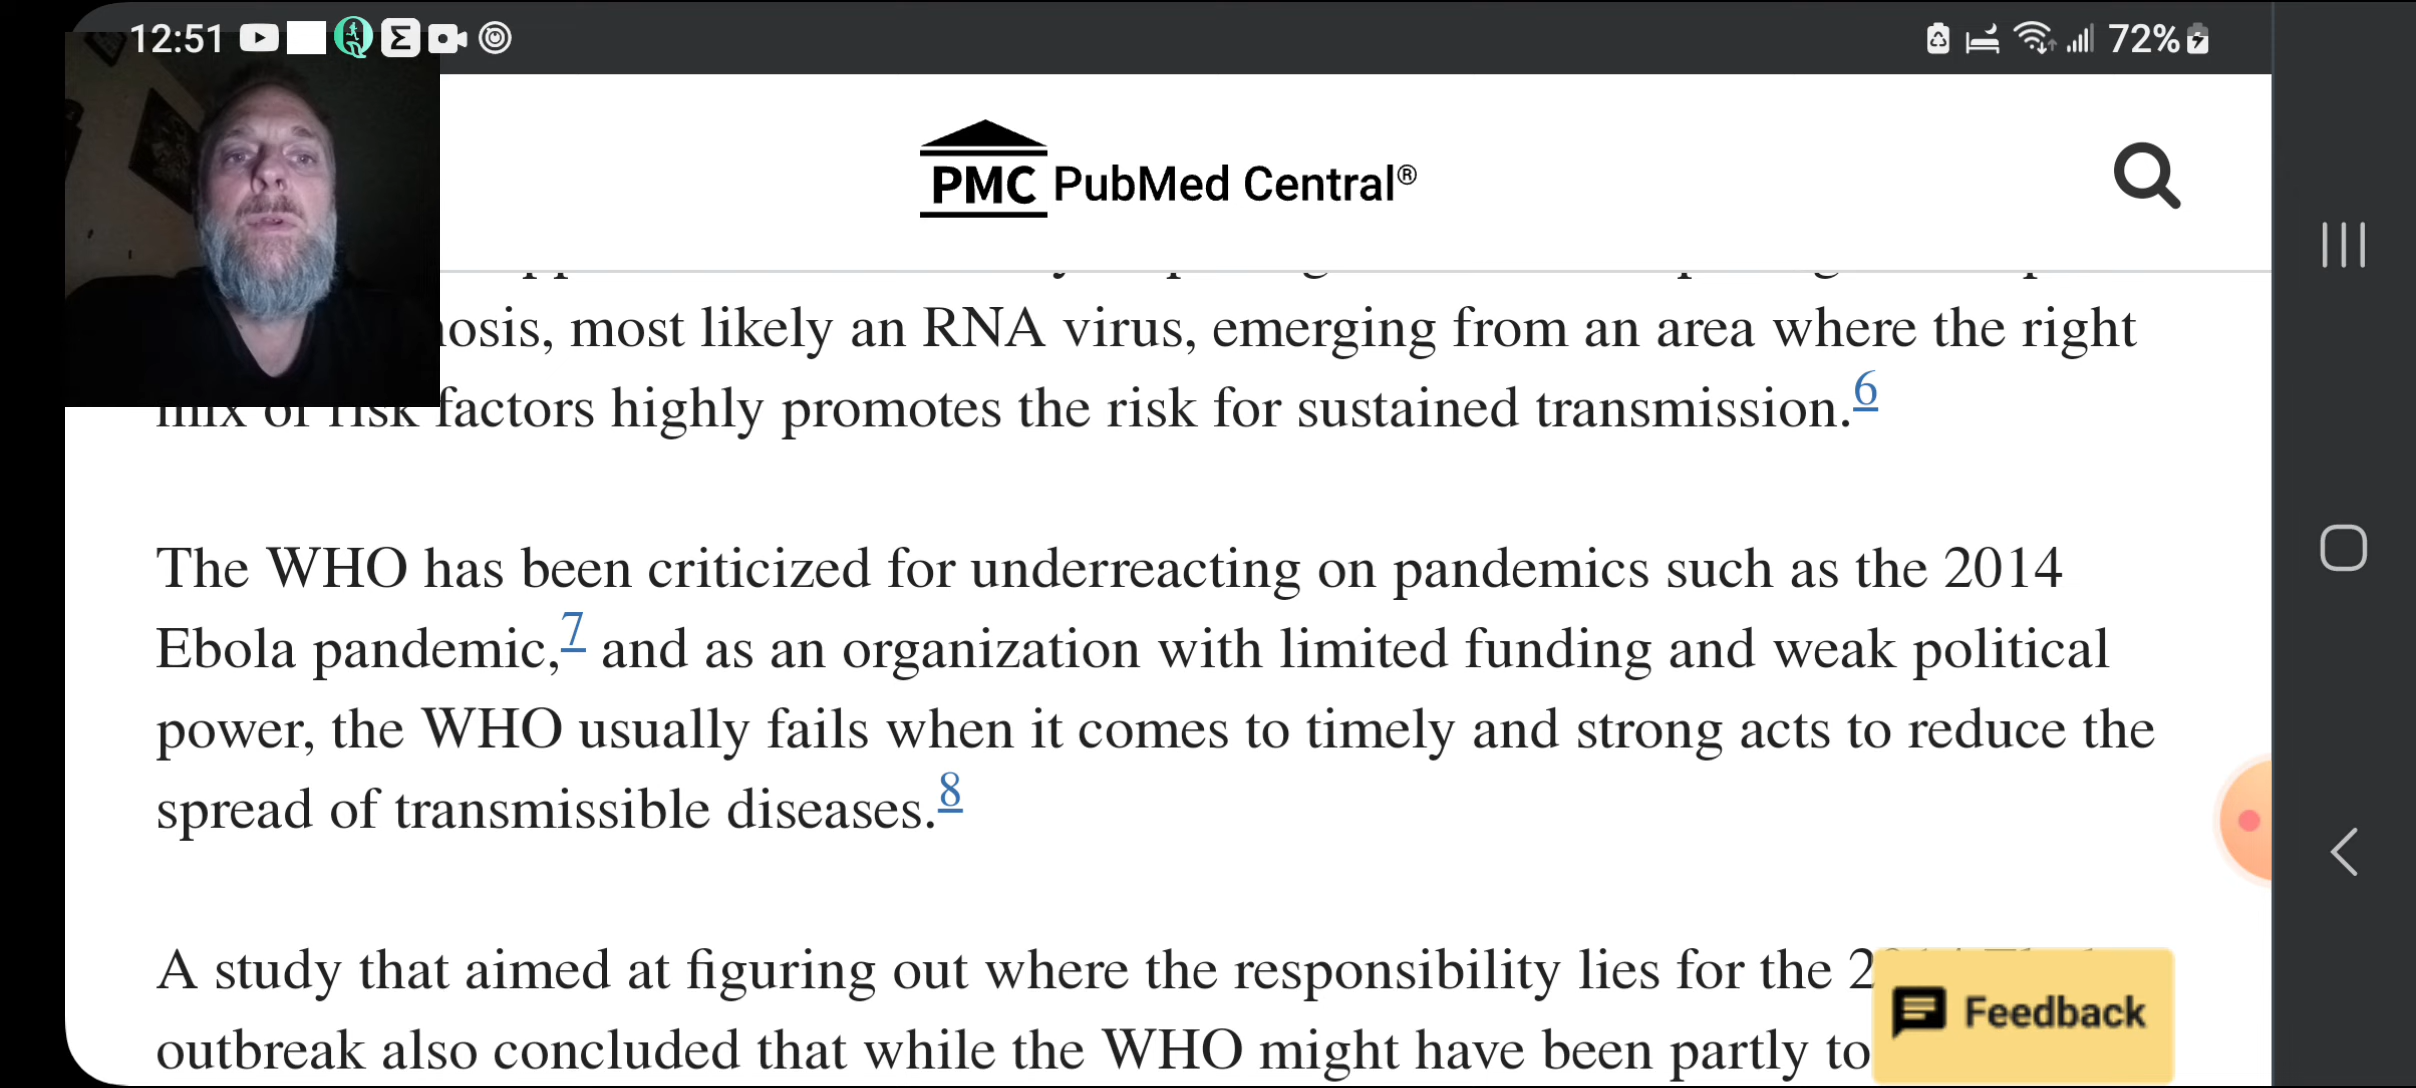 12:51
72%
PMC PubMed Central®
most likely an RNA virus, emerging from an area where the right
mix of risk factors highly promotes the risk for sustained transmission.6
The WHO has been criticized for underreacting on pandemics such as the 2014
Ebola pandemic,7 and as an organization with limited funding and weak political
power, the WHO usually fails when it comes to timely and strong acts to reduce the
spread of transmissible diseases.8
A study that aimed at figuring out where the responsibility lies for the
outbreak also concluded that while the WHO might have been partly to
Feedback